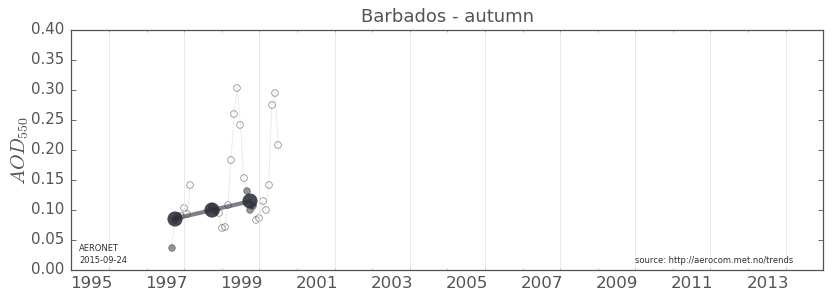 Barbados - autumn
0.40
0.35
0.30
0.25
0.20
0.15
0.10
0.05
0.00
AOD550
AERONET
2015-09-24
source: http://aerocom.met.no/trends
1995 1997 1999 2001 2003 2005 2007 2009 2011 2013